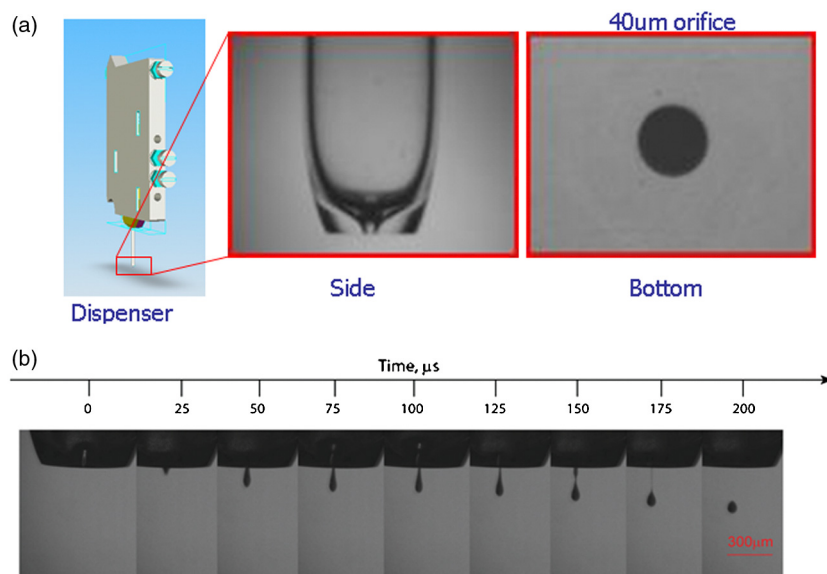 (a)
40um orifice
Dispenser
Side
Bottom
(b)
Time, μs
0 25 50 75 100 125 150 175 200
300μm